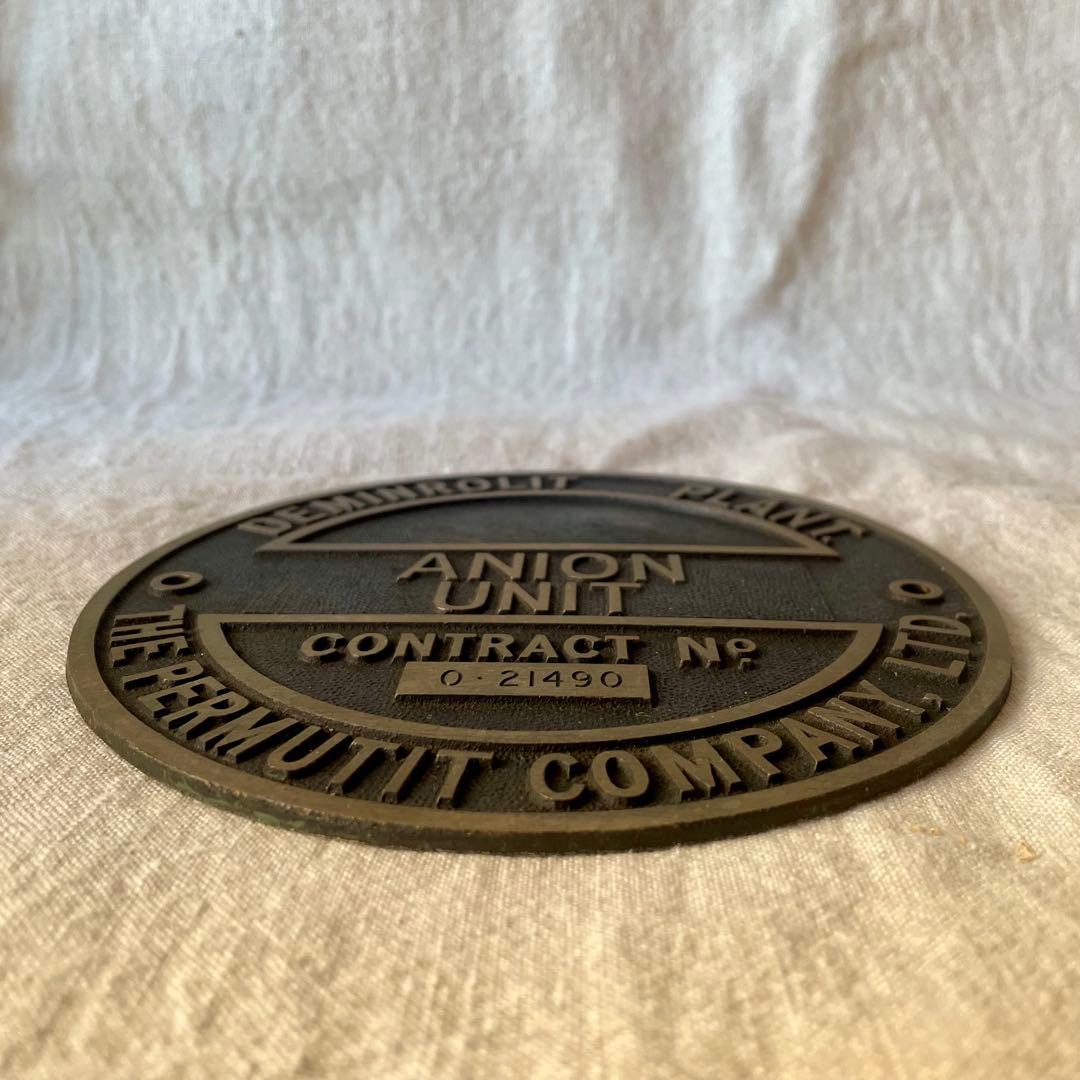 DEMINROLIT PLANT.
ANION
UNIT
CONTRACT No.
0·21490
THE PERMUTIT COMPANY, LTD.